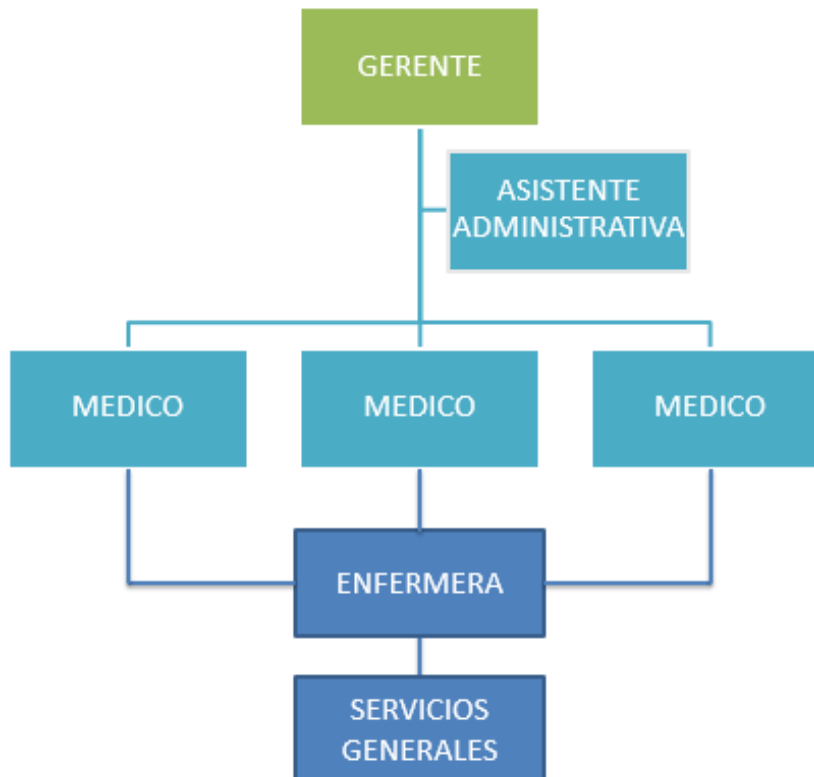 GERENTE
ASISTENTE
ADMINISTRATIVA
MEDICO
MEDICO
MEDICO
ENFERMERA
SERVICIOS
GENERALES